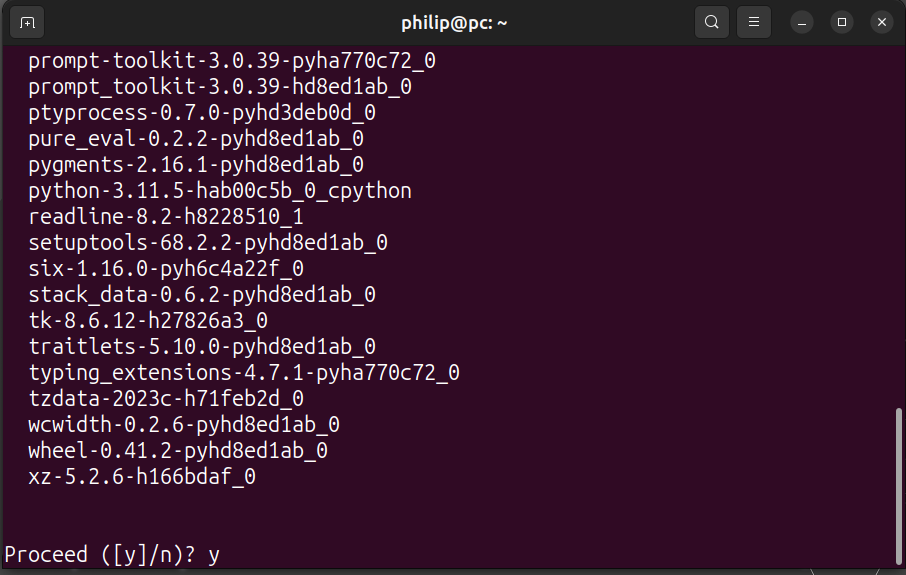 philip@pc: ~
prompt-toolkit-3.0.39-pyha770c72_0
prompt_toolkit-3.0.39-hd8ed1ab_0
ptyprocess-0.7.0-pyhd3deb0d_0
pure_eval-0.2.2-pyhd8ed1ab_0
pygments-2.16.1-pyhd8ed1ab_0
python-3.11.5-hab00c5b_0_cpython
readline-8.2-h8228510_1
setuptools-68.2.2-pyhd8ed1ab_0
six-1.16.0-pyh6c4a22f_0
stack_data-0.6.2-pyhd8ed1ab_0
tk-8.6.12-h27826a3_0
traitlets-5.10.0-pyhd8ed1ab_0
typing_extensions-4.7.1-pyha770c72_0
tzdata-2023c-h71feb2d_0
wcwidth-0.2.6-pyhd8ed1ab_0
wheel-0.41.2-pyhd8ed1ab_0
xz-5.2.6-h166bdaf_0
Proceed ([y]/n)? y